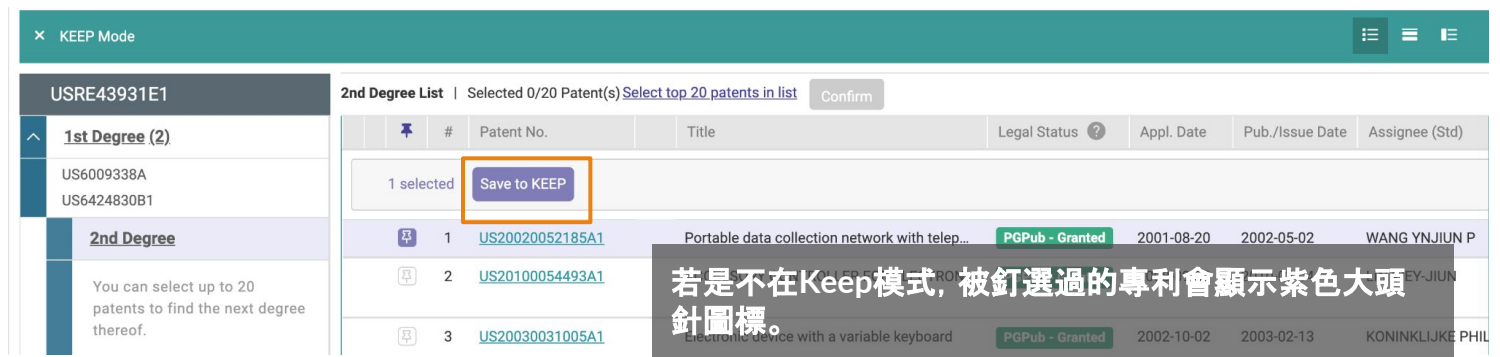 × KEEP Mode
USRE43931E1
2nd Degree List | Selected 0/20 Patent(s) Select top 20 patents in list Confirm
1st Degree (2)
# Patent No. Title Legal Status ? Appl. Date Pub./Issue Date Assignee (Std)
US6009338A
US6424830B1
1 selected Save to KEEP
2nd Degree
1 US20020052185A1 Portable data collection network with telep... PGPub - Granted 2001-08-20 2002-05-02 WANG YNJIUN P
You can select up to 20
patents to find the next degree
thereof.
2 US20100054493A1
若是不在Keep模式, 被釘選過的專利會顯示紫色大頭
針圖標。
3 US20030031005A1 Electronic device with a variable keyboard PGPub - Granted 2002-10-02 2003-02-13 KONINKLIJKE PHIL